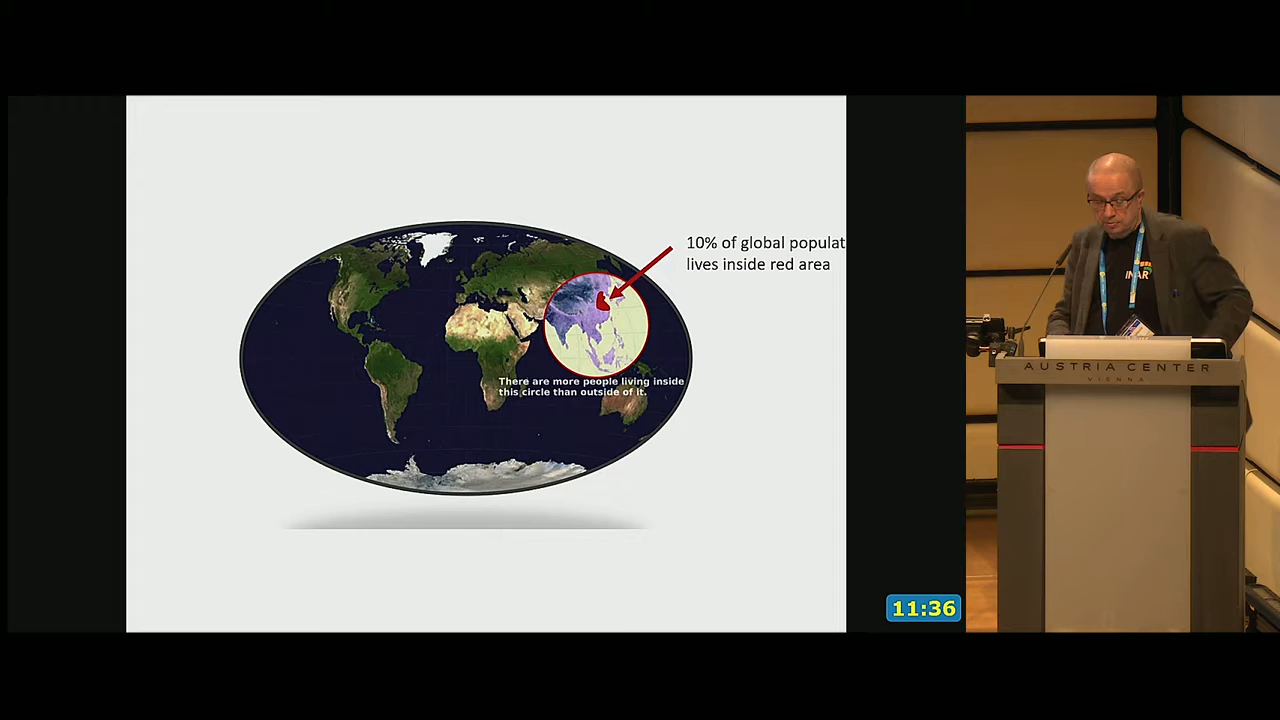 10% of global populat
lives inside red area
There are more people living inside
this circle than outside of it.
INAR
AUSTRIA CENTER
VIENNA
11:36